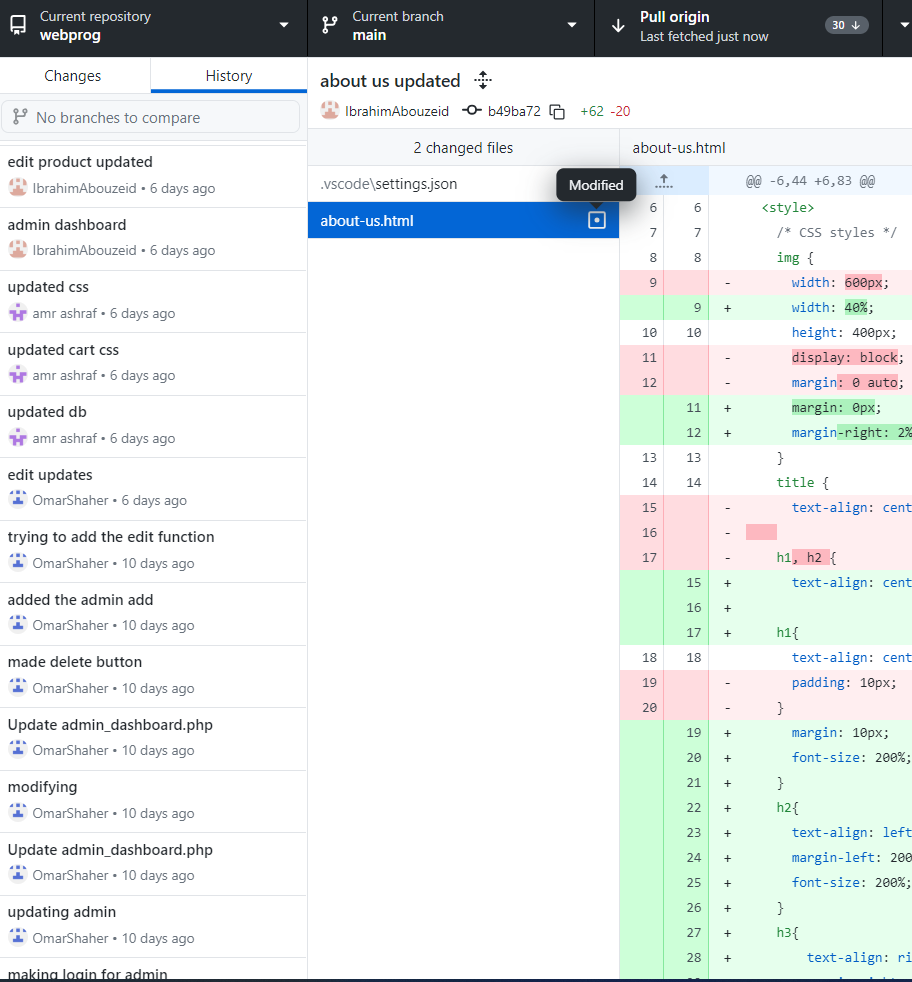 Current repository
webprog
Current branch
main
Pull origin
Last fetched just now
30
Changes
History
No branches to compare
edit product updated
IbrahimAbouzeid • 6 days ago
admin dashboard
IbrahimAbouzeid • 6 days ago
updated css
amr ashraf • 6 days ago
updated cart css
amr ashraf • 6 days ago
updated db
amr ashraf • 6 days ago
edit updates
OmarShaher • 6 days ago
trying to add the edit function
OmarShaher • 10 days ago
added the admin add
OmarShaher • 10 days ago
made delete button
OmarShaher • 10 days ago
Update admin_dashboard.php
OmarShaher • 10 days ago
modifying
OmarShaher • 10 days ago
Update admin_dashboard.php
OmarShaher • 10 days ago
updating admin
OmarShaher • 10 days ago
making login for admin
about us updated
IbrahimAbouzeid b49ba72 +62 -20
2 changed files
.vscode\settings.json
about-us.html
Modified
about-us.html
@@ -6,44 +6,83 @@
6 6 <style>
7 7 /* CSS styles */
8 8 img {
9 - width: 600px;
9 + width: 40%;
10 10 height: 400px;
11 - display: block;
12 - margin: 0 auto;
11 + margin: 0px;
12 + margin-right: 2%
13 13 }
14 14 title {
15 - text-align: cent
16 -
17 - h1, h2 {
15 + text-align: cent
16 +
17 + h1{
18 18 text-align: cent
19 - padding: 10px;
20 - }
19 + margin: 10px;
20 + font-size: 200%;
21 + }
22 + h2{
23 + text-align: left
24 + margin-left: 200
25 + font-size: 200%;
26 + }
27 + h3{
28 + text-align: ri